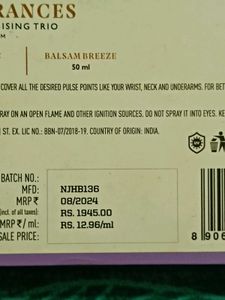 RANCES
ISING TRIO
M
BALSAM BREEZE
50 ml
COVER ALL THE DESIRED PULSE POINTS LIKE YOUR WRIST, NECK AND UNDERARMS. FOR BET
RAY ON AN OPEN FLAME AND OTHER IGNITION SOURCES. DO NOT SPRAY IT INTO EYES. KE
N ST. EX. LIC NO.: BBN-07/2018-19. COUNTRY OF ORIGIN: INDIA.
BATCH NO.: NJHB136
MFD: 08/2024
MRP ₹ RS. 1945.00
(incl. of all taxes):
MRP ₹/ml: RS. 12.96/ml
SALE PRICE:
8 906